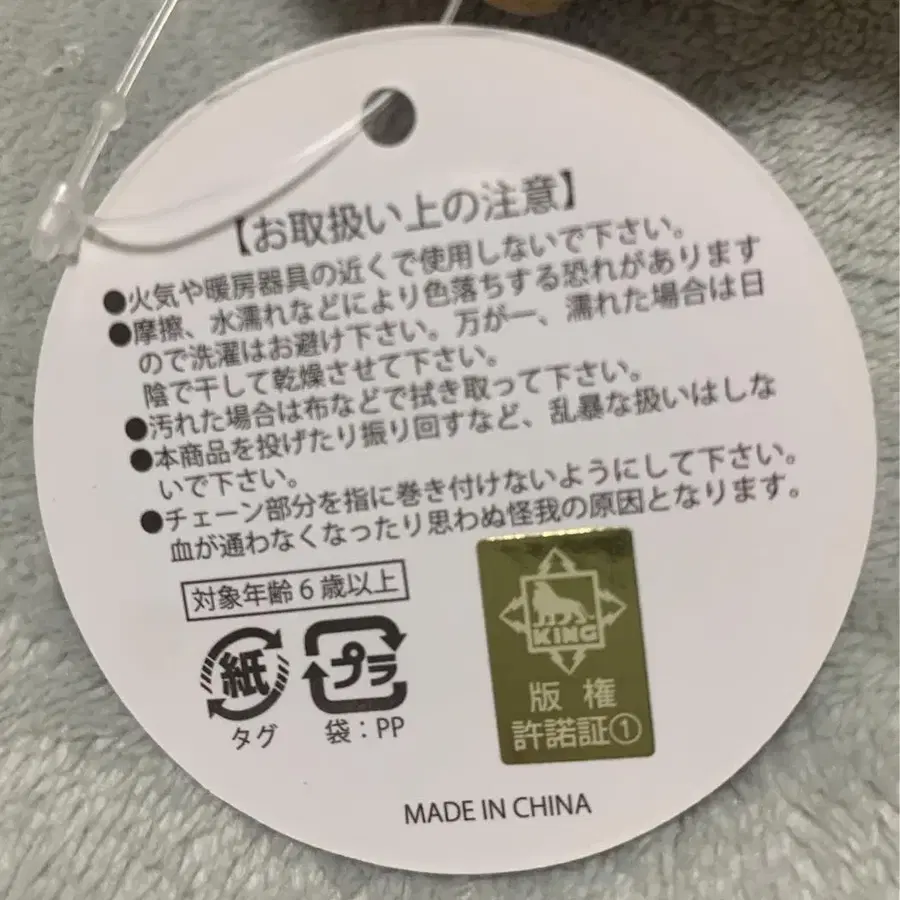 【お取扱い上の注意】
●火気や暖房器具の近くで使用しないで下さい。
●摩擦、水濡れなどにより色落ちする恐れがあります
ので洗濯はお避け下さい。万が一、濡れた場合は日
陰で干して乾燥させて下さい。
●汚れた場合は布などで拭き取って下さい。
●本商品を投げたり振り回すなど、乱暴な扱いはしな
いで下さい。
●チェーン部分を指に巻き付けないようにして下さい。
血が通わなくなったり思わぬ怪我の原因となります。
対象年齢6歳以上
紙
タグ
プラ
袋：PP
KING
版権
許諾証①
MADE IN CHINA